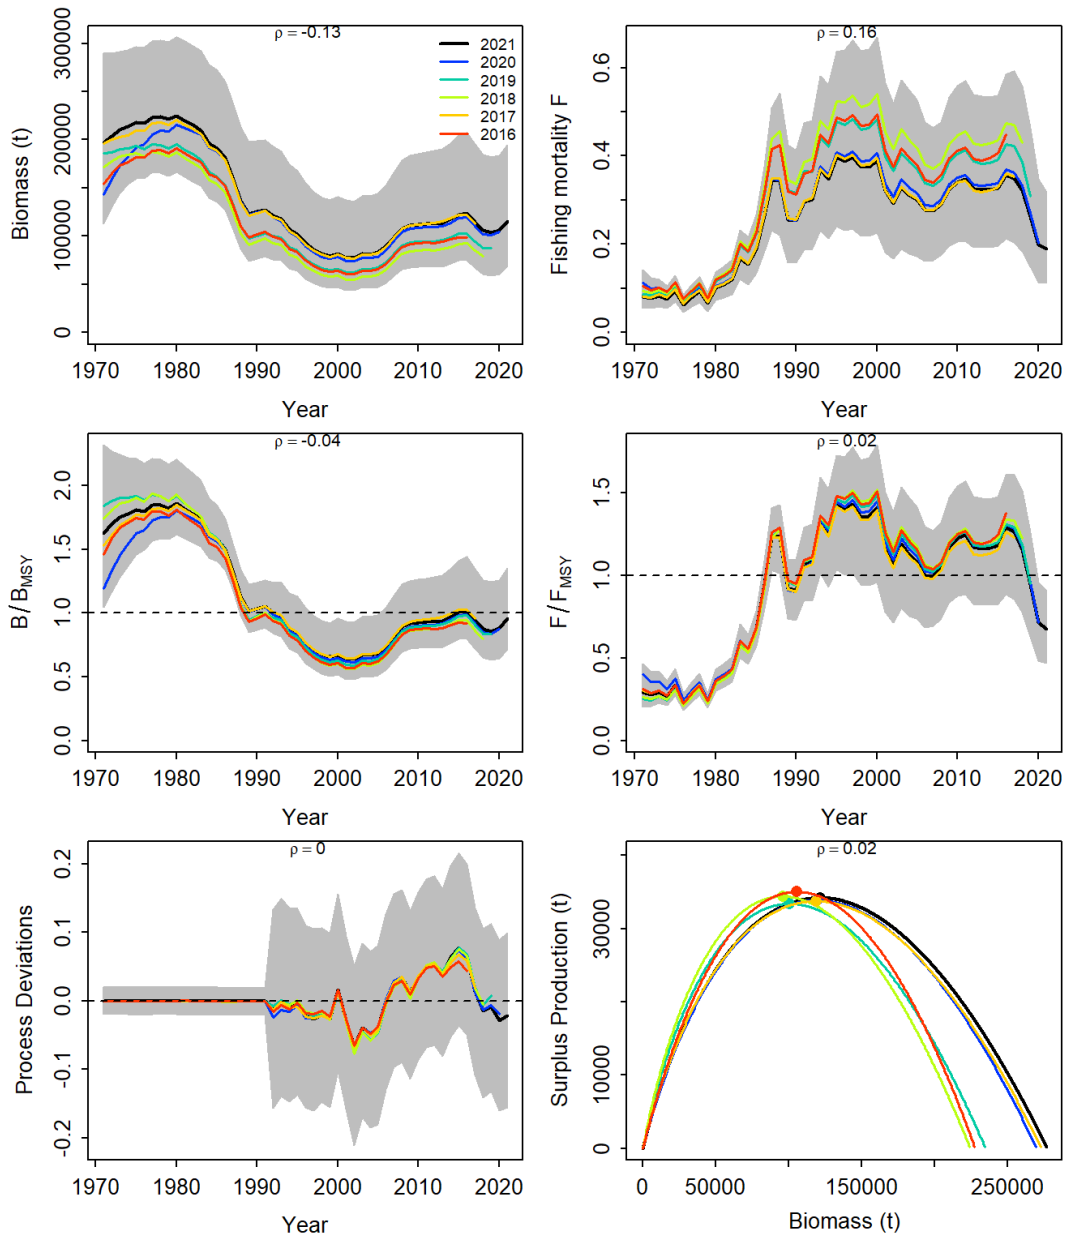 ρ = -0.13
Biomass (t)
0 100000 200000 300000
2021
2020
2019
2018
2017
2016
1970 1980 1990 2000 2010 2020
Year
ρ = 0.16
Fishing mortality F
0.0 0.2 0.4 0.6
1970 1980 1990 2000 2010 2020
Year
ρ = -0.04
B/BMSY
0.0 0.5 1.0 1.5 2.0
1970 1980 1990 2000 2010 2020
Year
ρ = 0.02
F/FMSY
0.0 0.5 1.0 1.5
1970 1980 1990 2000 2010 2020
Year
ρ = 0
Process Deviations
-0.2 -0.1 0.0 0.1 0.2
1970 1980 1990 2000 2010 2020
Year
ρ = 0.02
Surplus Production (t)
0 10000 30000
0 50000 150000 250000
Biomass (t)